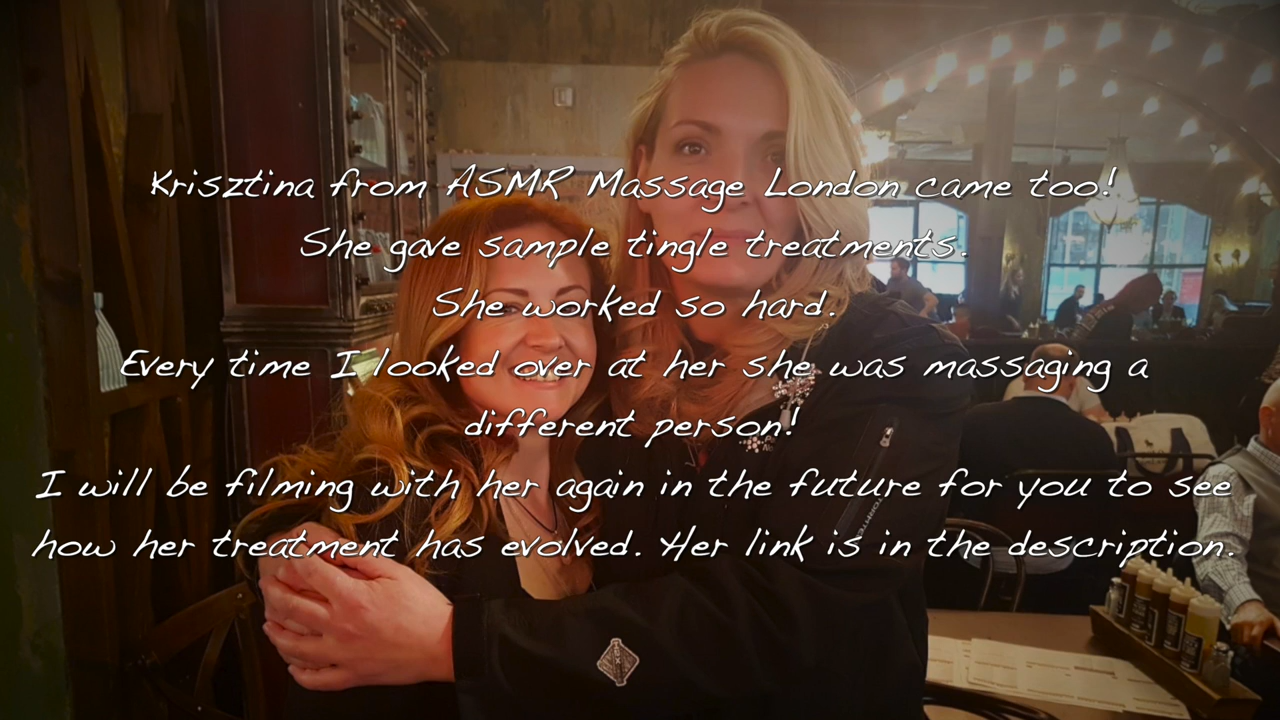 Krisztina from ASMR Massage London came too!
She gave sample tingle treatments.
She worked so hard.
Every time I looked over at her she was massaging a
different person!
I will be filming with her again in the future for you to see
how her treatment has evolved. Her link is in the description.